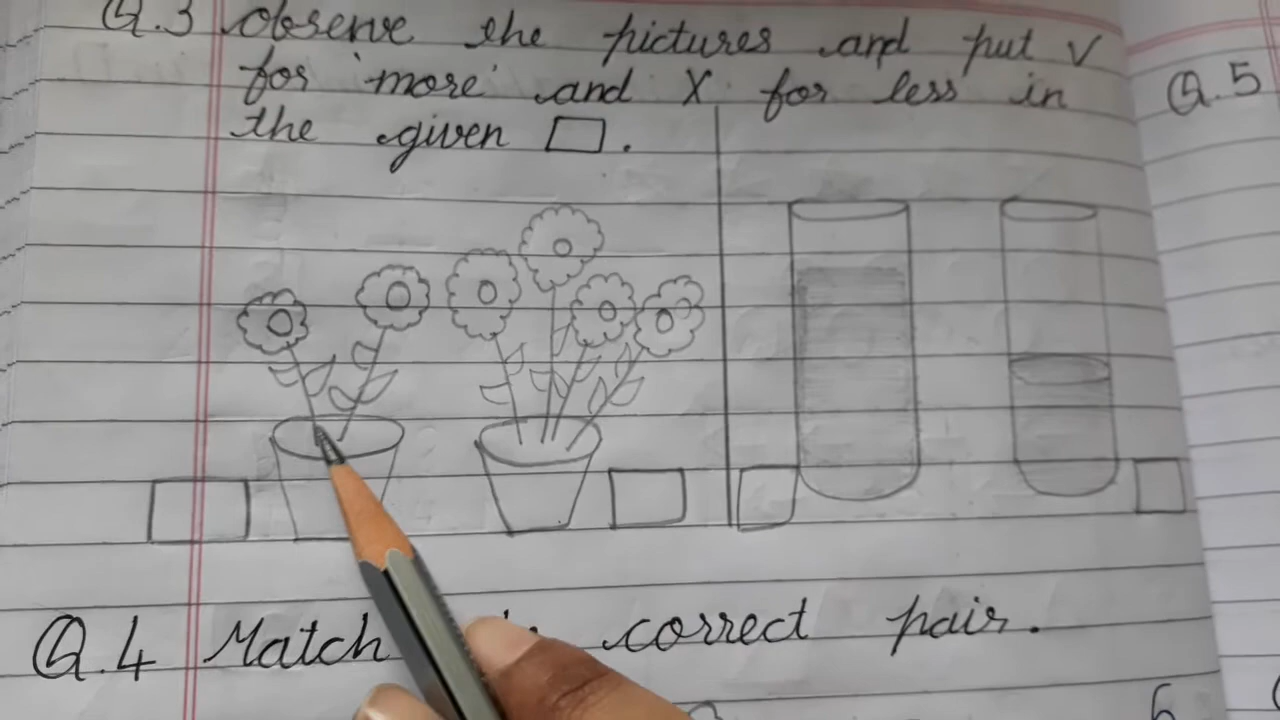 Q.3 observe the pictures and put ✓
for 'more' and X for less in
the given □.
Q.4 Match correct pair.
Q.5
6